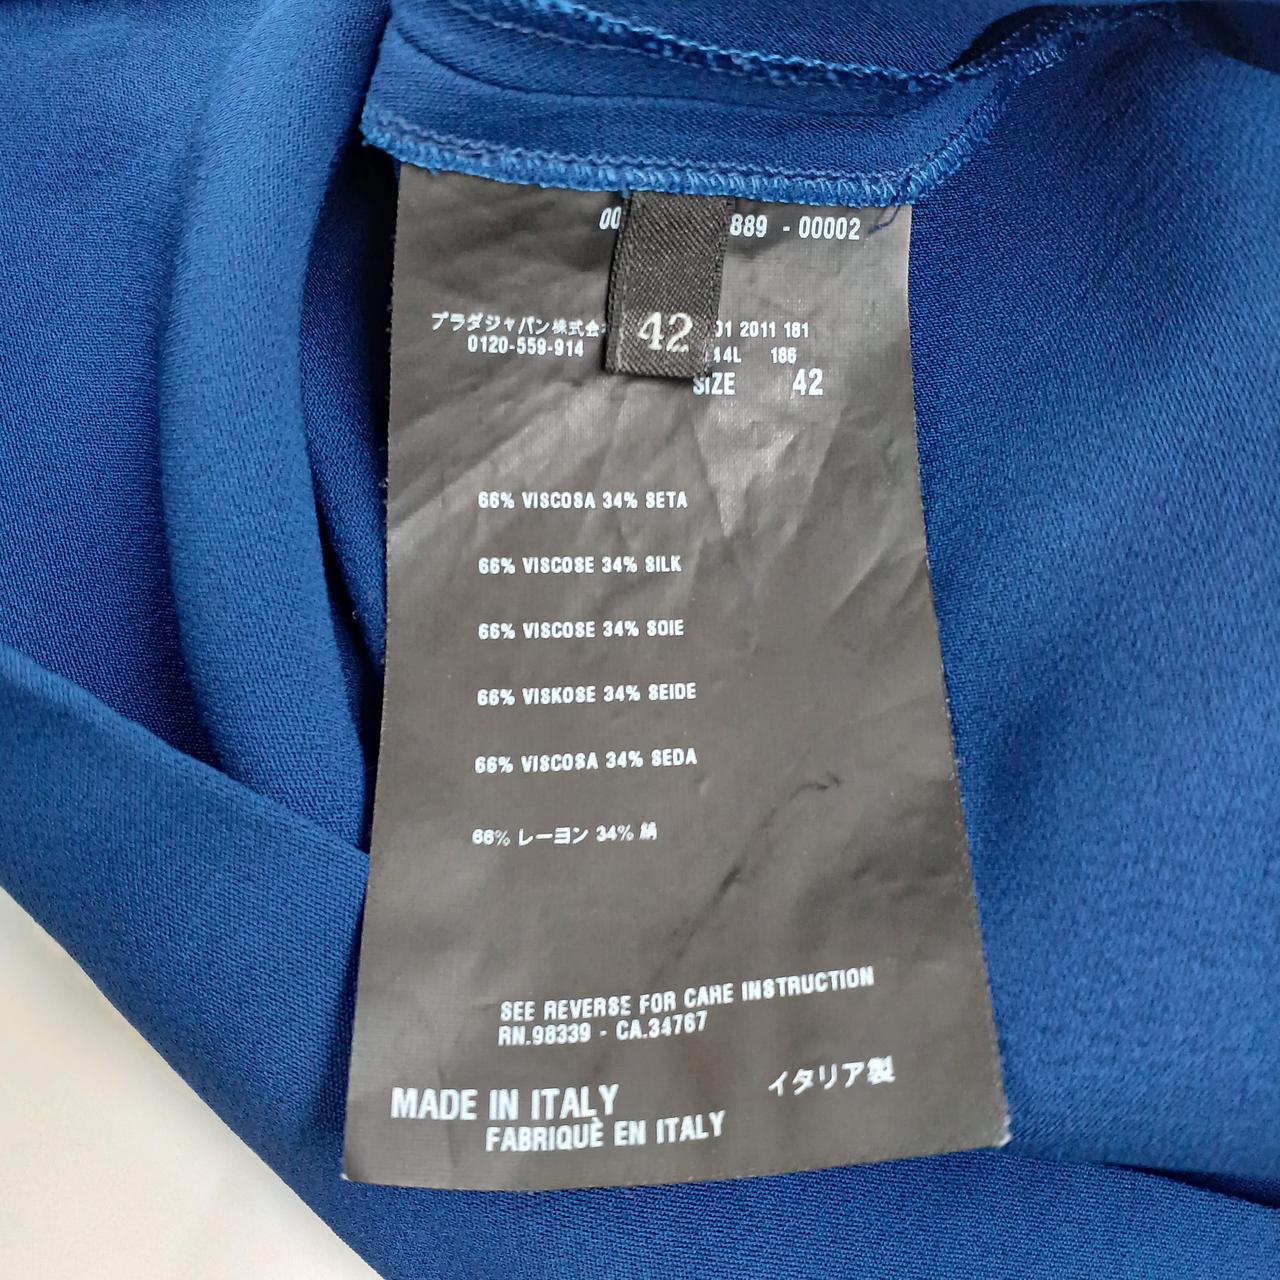 00 889 - 00002
プラダジャパン株式会 01 2011 181
0120-559-914 44L 186
42
SIZE 42
66% VISCOSA 34% SETA
66% VISCOSE 34% SILK
66% VISCOSE 34% SOIE
66% VISKOSE 34% SEIDE
66% VISCOSA 34% SEDA
66% レーヨン 34% 絹
SEE REVERSE FOR CARE INSTRUCTION
RN.98339 - CA.34767
イタリア製
MADE IN ITALY
FABRIQUÈ EN ITALY